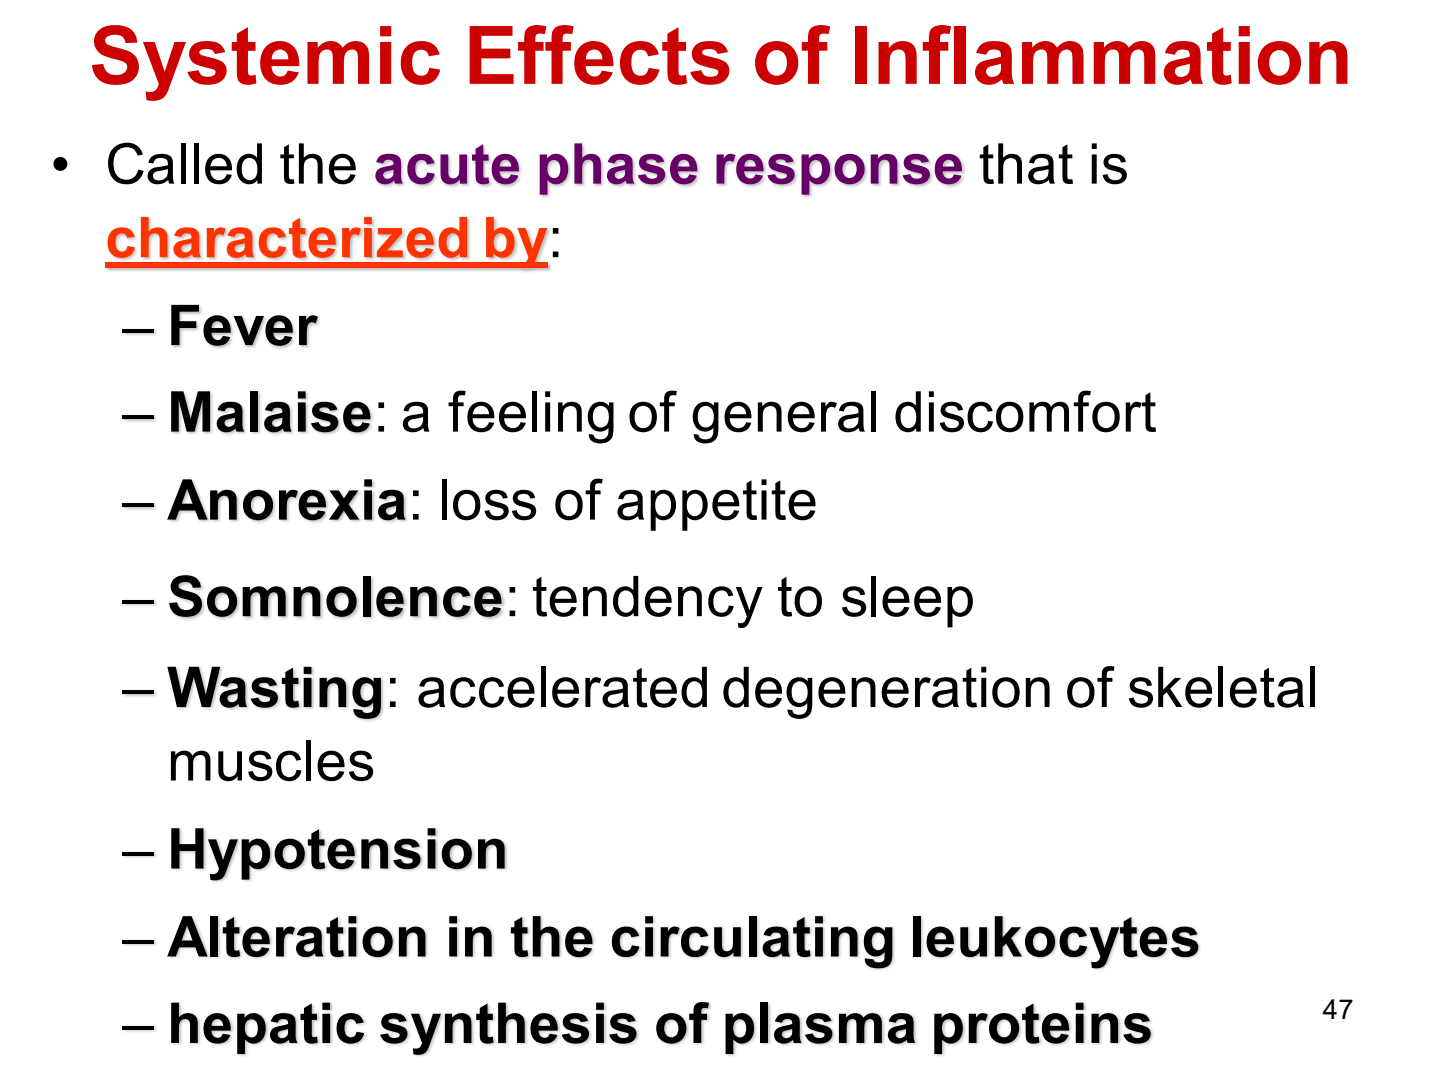 Systemic Effects of Inflammation
• Called the acute phase response that is
characterized by:
– Fever
– Malaise: a feeling of general discomfort
– Anorexia: loss of appetite
– Somnolence: tendency to sleep
– Wasting: accelerated degeneration of skeletal
muscles
– Hypotension
– Alteration in the circulating leukocytes
– hepatic synthesis of plasma proteins
47